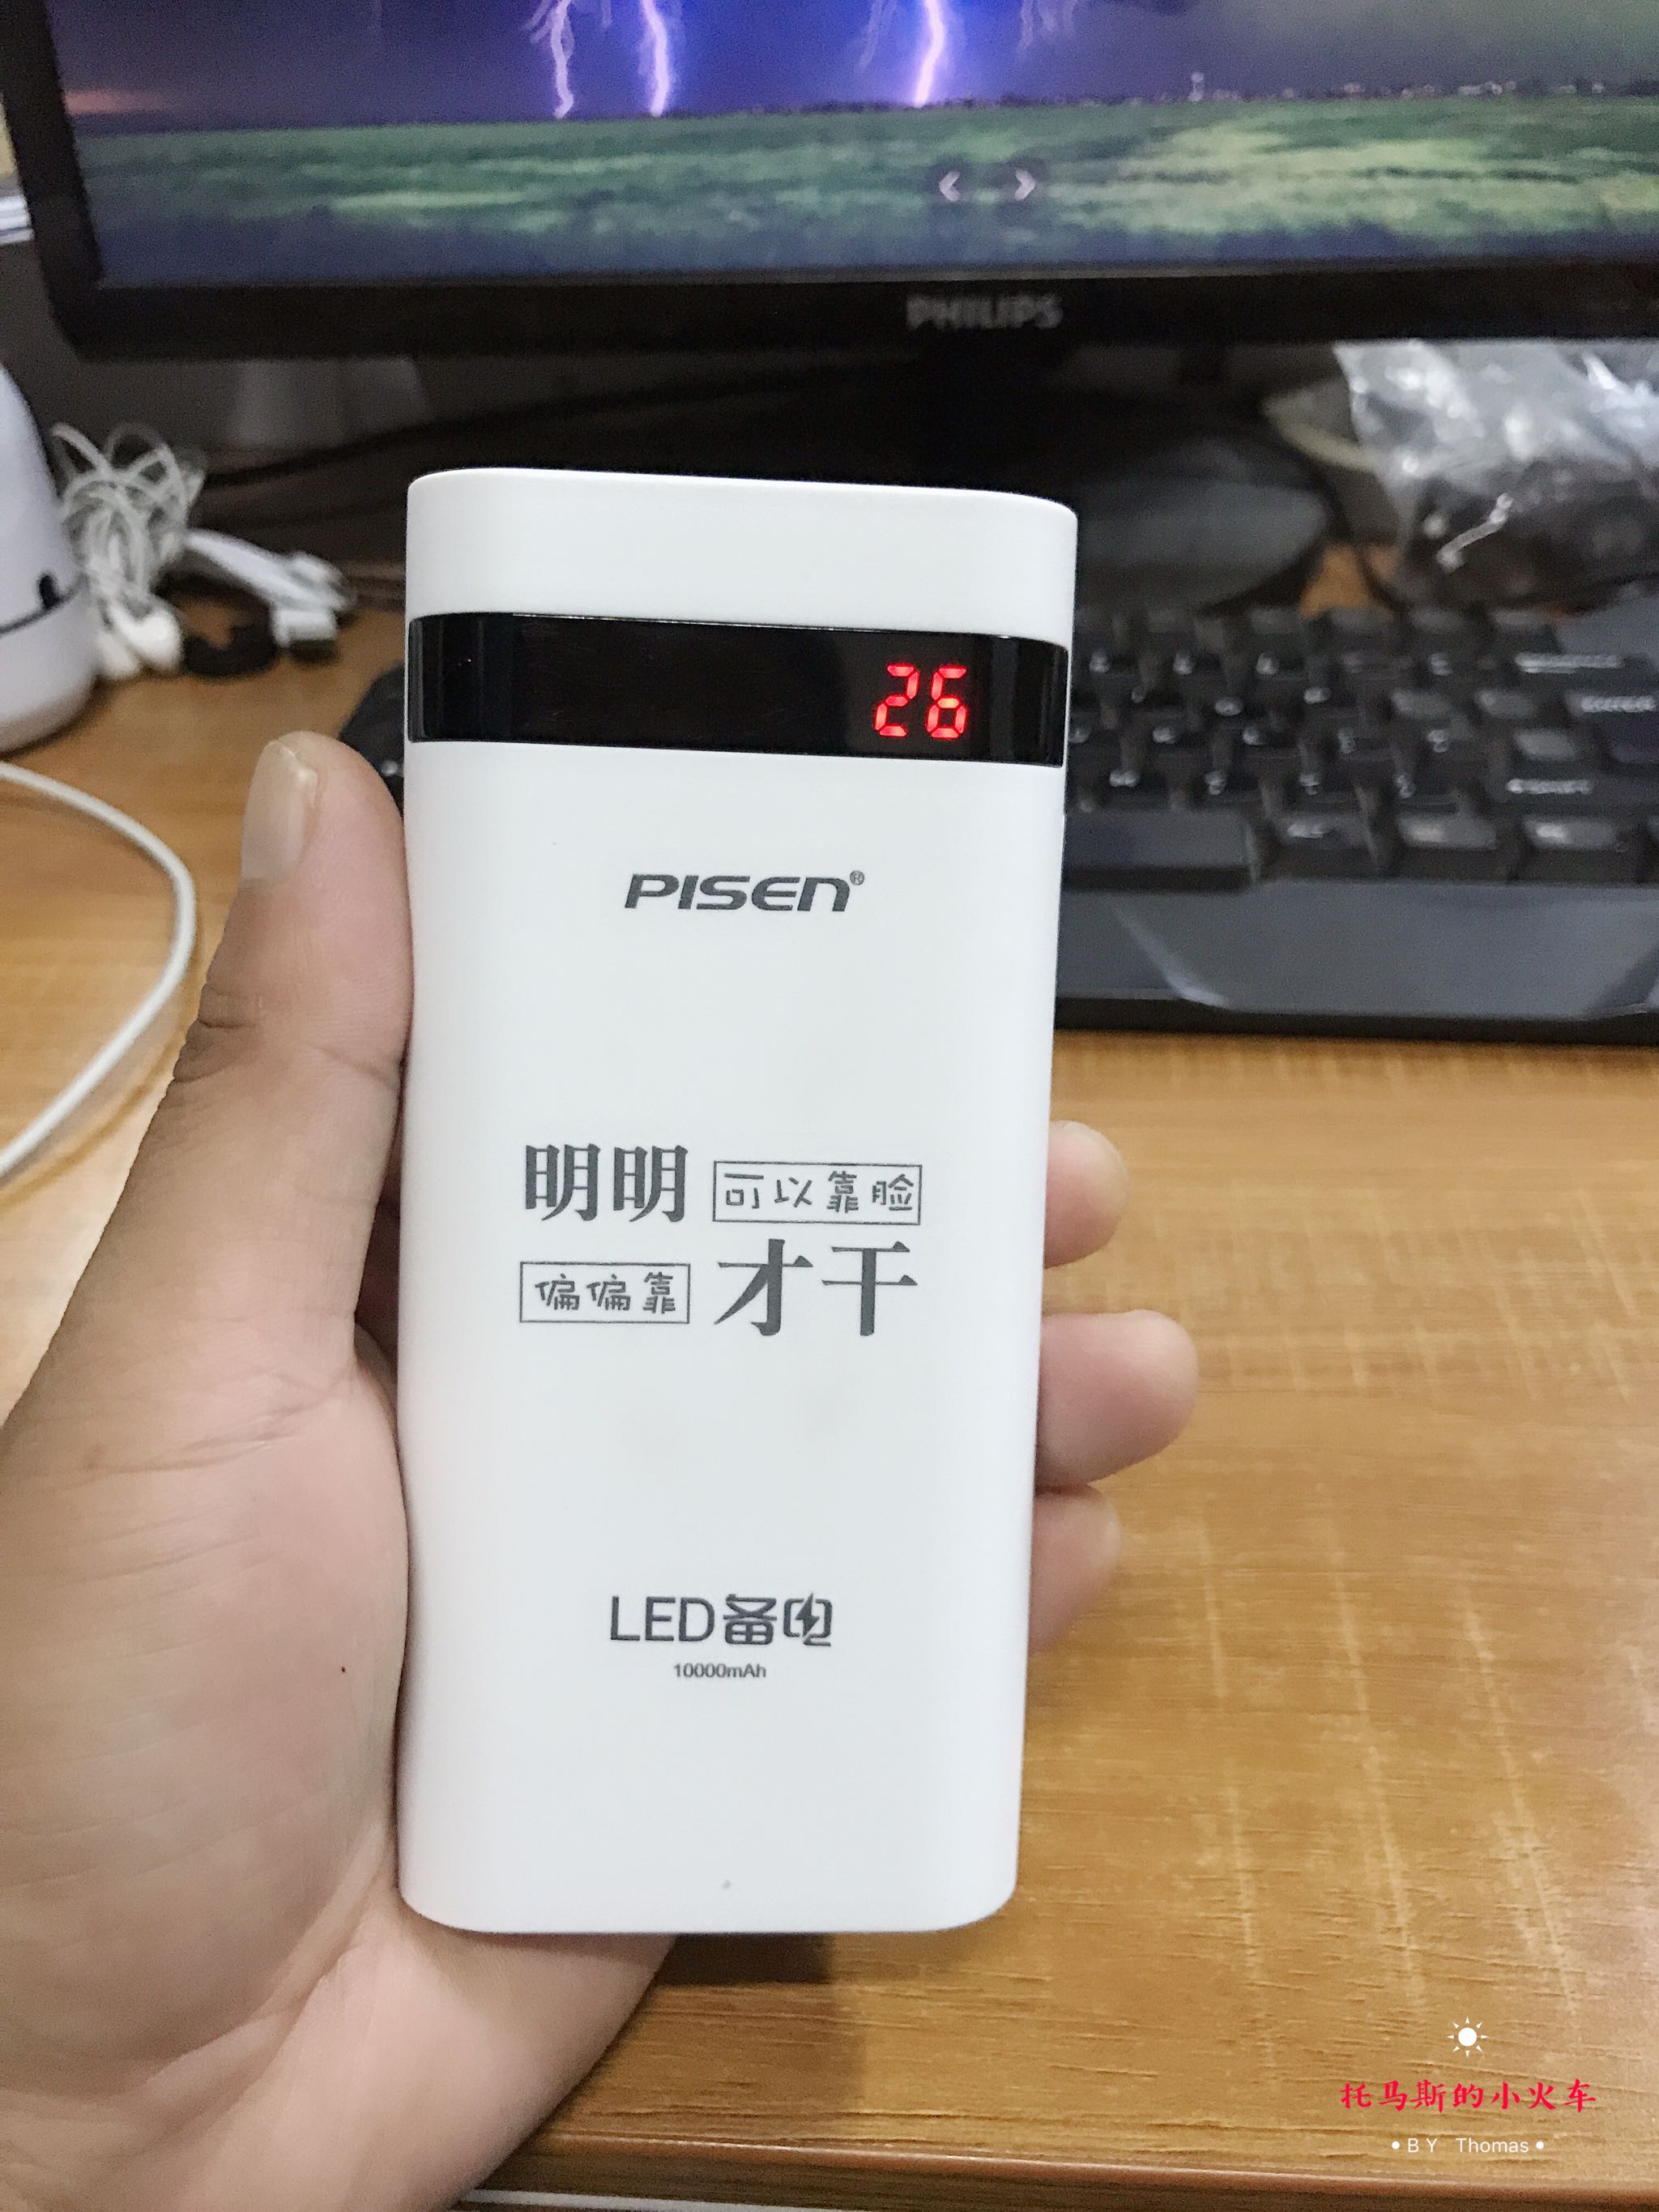 PHILIPS
26
PISEN®
明明 可以靠脸
偏偏靠 才干
LED备电
10000mAh
托马斯的小火车
• BY Thomas •